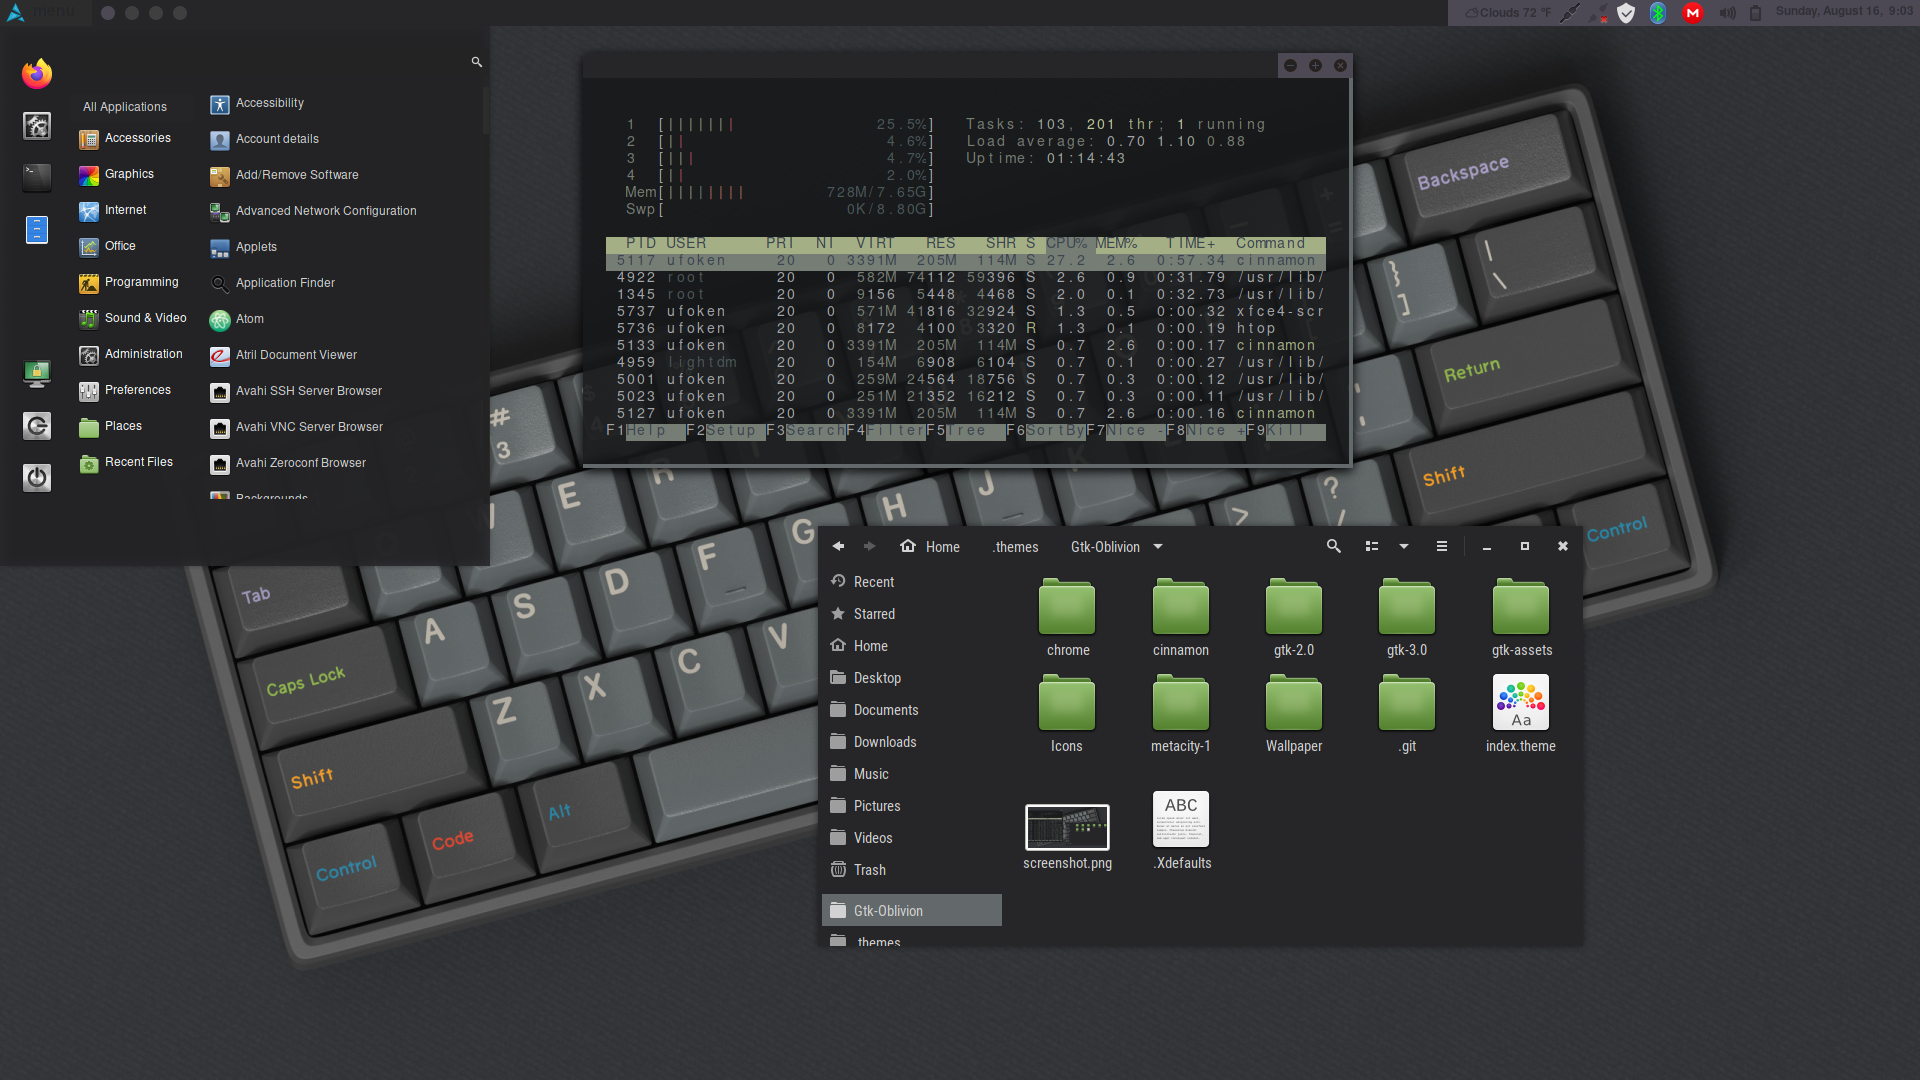 menu
Clouds 72 °F
Sunday, August 16, 9:03
All Applications
Accessories
Graphics
Internet
Office
Programming
Sound & Video
Administration
Preferences
Places
Recent Files
Accessibility
Account details
Add/Remove Software
Advanced Network Configuration
Applets
Application Finder
Atom
Atril Document Viewer
Avahi SSH Server Browser
Avahi VNC Server Browser
Avahi Zeroconf Browser
Backgrounds
1 [||||||| 25.5%] Tasks: 103, 201 thr; 1 running
2 [|| 4.6%] Load average: 0.70 1.10 0.88
3 [||| 4.7%] Uptime: 01:14:43
4 [|| 2.0%]
Mem[|||||||| 728M/7.65G]
Swp[ 0K/8.80G]
PID USER PRI NI VIRT RES SHR S CPU% MEM% TIME+ Command
5117 ufoken 20 0 3391M 205M 114M S 27.2 2.6 0:57.34 cinnamon
4922 root 20 0 582M 74112 59396 S 2.6 0.9 0:31.79 /usr/lib/
1345 root 20 0 9156 5448 4468 S 2.0 0.1 0:32.73 /usr/lib/
5737 ufoken 20 0 571M 41816 32924 S 1.3 0.5 0:00.32 xfce4-scr
5736 ufoken 20 0 8172 4100 3320 R 1.3 0.1 0:00.19 htop
5133 ufoken 20 0 3391M 205M 114M S 0.7 2.6 0:00.17 cinnamon
4959 lightdm 20 0 154M 6908 6104 S 0.7 0.1 0:00.27 /usr/lib/
5001 ufoken 20 0 259M 24564 18756 S 0.7 0.3 0:00.12 /usr/lib/
5023 ufoken 20 0 251M 21352 16212 S 0.7 0.3 0:00.11 /usr/lib/
5127 ufoken 20 0 3391M 205M 114M S 0.7 2.6 0:00.16 cinnamon
F1Help F2Setup F3SearchF4FilterF5Tree F6SortByF7Nice -F8Nice +F9Kill
Backspace
} ]
| \
Return
# 3
E R
H J K
? /
>
Shift
Control
Tab
A S D F G
Caps Lock
Z X C V
Shift
Control
Code
Alt
Home .themes Gtk-Oblivion
Recent
Starred
Home
Desktop
Documents
Downloads
Music
Pictures
Videos
Trash
Gtk-Oblivion
.themes
chrome
cinnamon
gtk-2.0
gtk-3.0
gtk-assets
Icons
metacity-1
Wallpaper
.git
Aa
index.theme
ABC
screenshot.png
.Xdefaults